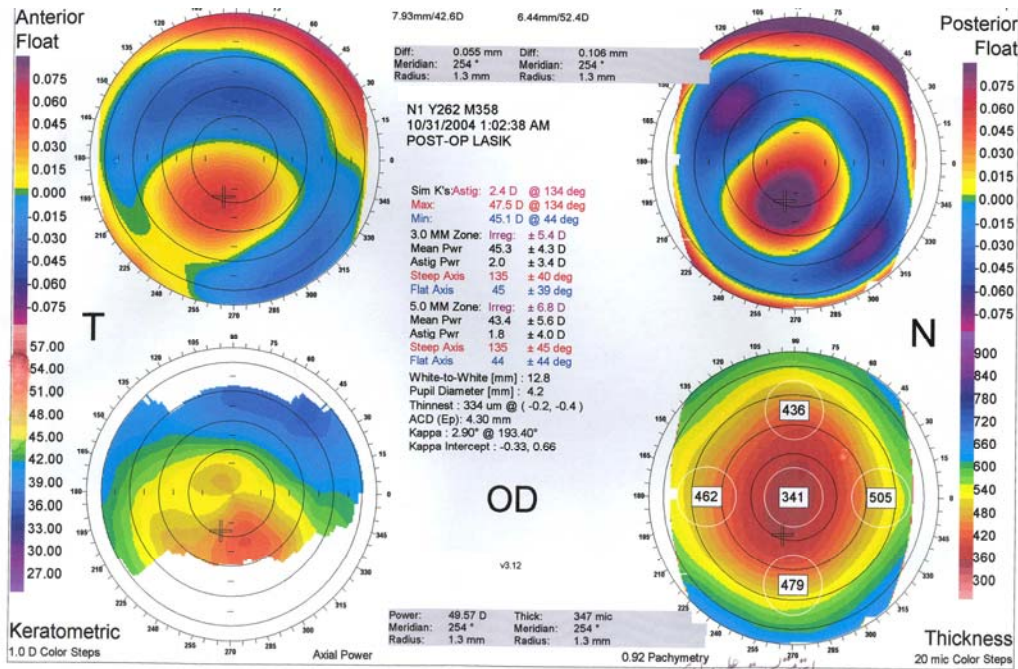 Anterior
Float
0.075
0.060
0.045
0.030
0.015
0.000
-0.015
-0.030
-0.045
-0.060
-0.075
57.00
54.00
51.00
48.00
45.00
42.00
39.00
36.00
33.00
30.00
27.00
Keratometric
1.0 D Color Steps
T
Axial Power
7.93mm/42.6D 6.44mm/52.4D
Diff: 0.055 mm Diff: 0.106 mm
Meridian: 254 ° Meridian: 254 °
Radius: 1.3 mm Radius: 1.3 mm
N1 Y262 M358
10/31/2004 1:02:38 AM
POST-OP LASIK
Sim K's:Astig: 2.4 D @ 134 deg
Max: 47.5 D @ 134 deg
Min: 45.1 D @ 44 deg
3.0 MM Zone: Irreg: ± 5.4 D
Mean Pwr 45.3 ± 4.3 D
Astig Pwr 2.0 ± 3.4 D
Steep Axis 135 ± 40 deg
Flat Axis 45 ± 39 deg
5.0 MM Zone: Irreg: ± 6.8 D
Mean Pwr 43.4 ± 5.6 D
Astig Pwr 1.8 ± 4.0 D
Steep Axis 135 ± 45 deg
Flat Axis 44 ± 44 deg
White-to-White [mm] : 12.8
Pupil Diameter [mm] : 4.2
Thinnest : 334 um @ ( -0.2, -0.4 )
ACD (Ep): 4.30 mm
Kappa : 2.90° @ 193.40°
Kappa Intercept : -0.33, 0.66
OD
v3.12
Power: 49.57 D Thick: 347 mic
Meridian: 254 ° Meridian: 254 °
Radius: 1.3 mm Radius: 1.3 mm
0.92 Pachymetry
Posterior
Float
0.075
0.060
0.045
0.030
0.015
0.000
-0.015
-0.030
-0.045
-0.060
-0.075
900
840
780
720
660
600
540
480
420
360
300
N
436
462 341 505
479
Thickness
20 mic Color Steps